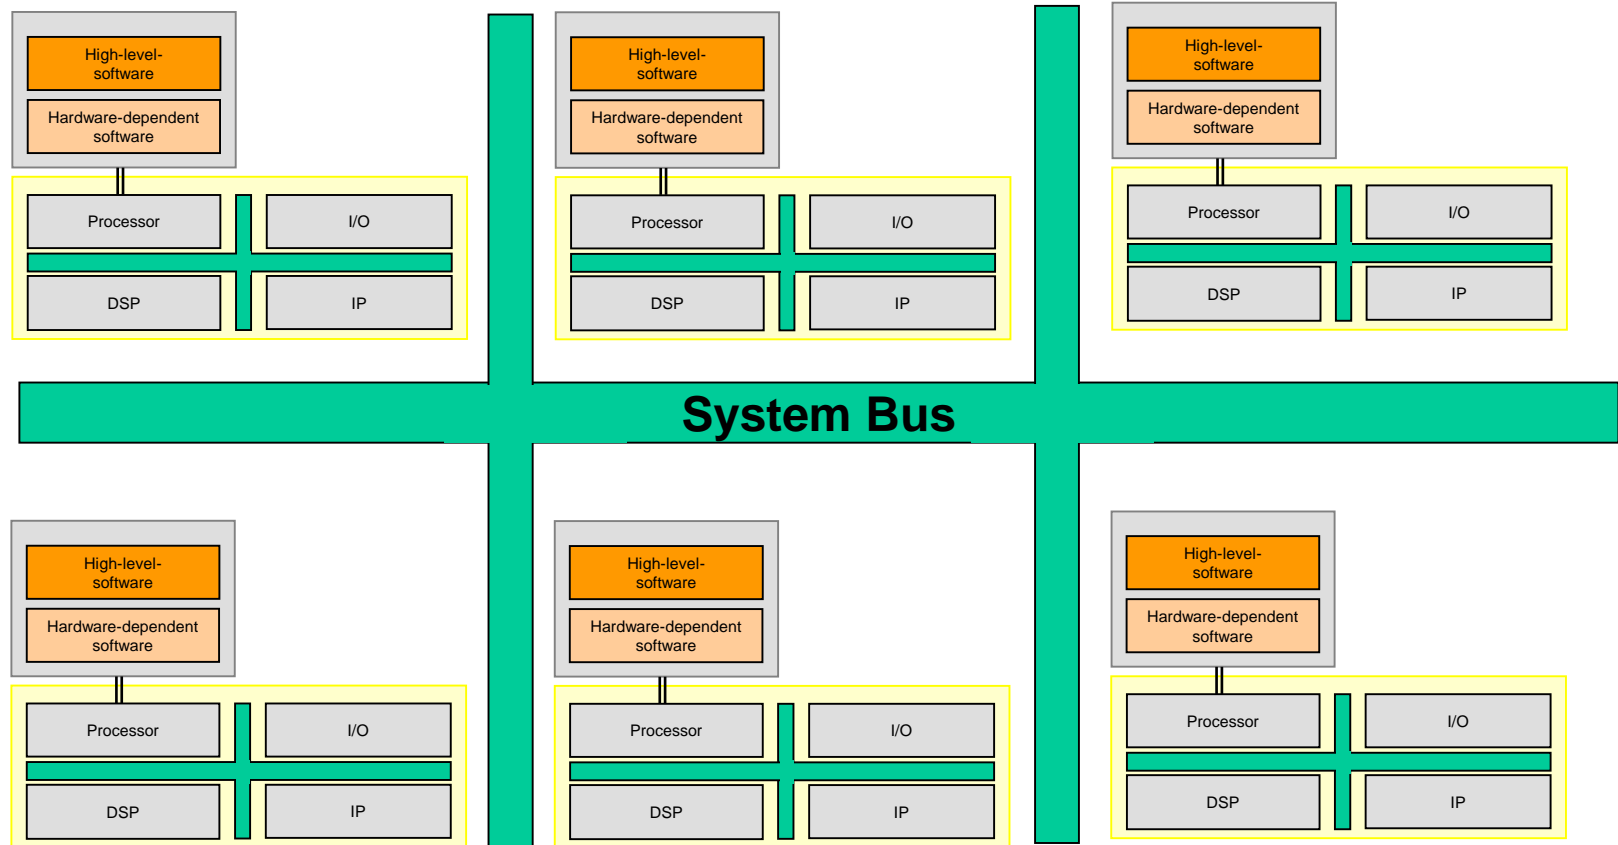 High-level-
software
Hardware-dependent
software
Processor
I/O
DSP
IP
High-level-
software
Hardware-dependent
software
Processor
I/O
DSP
IP
High-level-
software
Hardware-dependent
software
Processor
I/O
DSP
IP
System Bus
High-level-
software
Hardware-dependent
software
Processor
I/O
DSP
IP
High-level-
software
Hardware-dependent
software
Processor
I/O
DSP
IP
High-level-
software
Hardware-dependent
software
Processor
I/O
DSP
IP